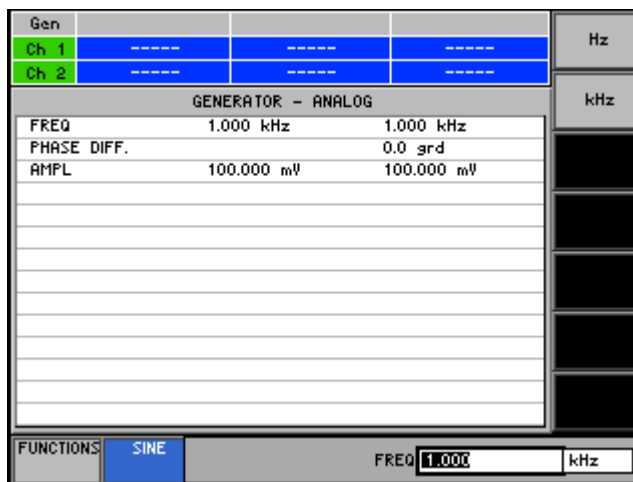 Gen
Ch 1 ----- ----- -----
Ch 2 ----- ----- -----
Hz
kHz
GENERATOR - ANALOG
FREQ 1.000 kHz 1.000 kHz
PHASE DIFF. 0.0 grd
AMPL 100.000 mV 100.000 mV
FUNCTIONS SINE
FREQ 1.000 kHz